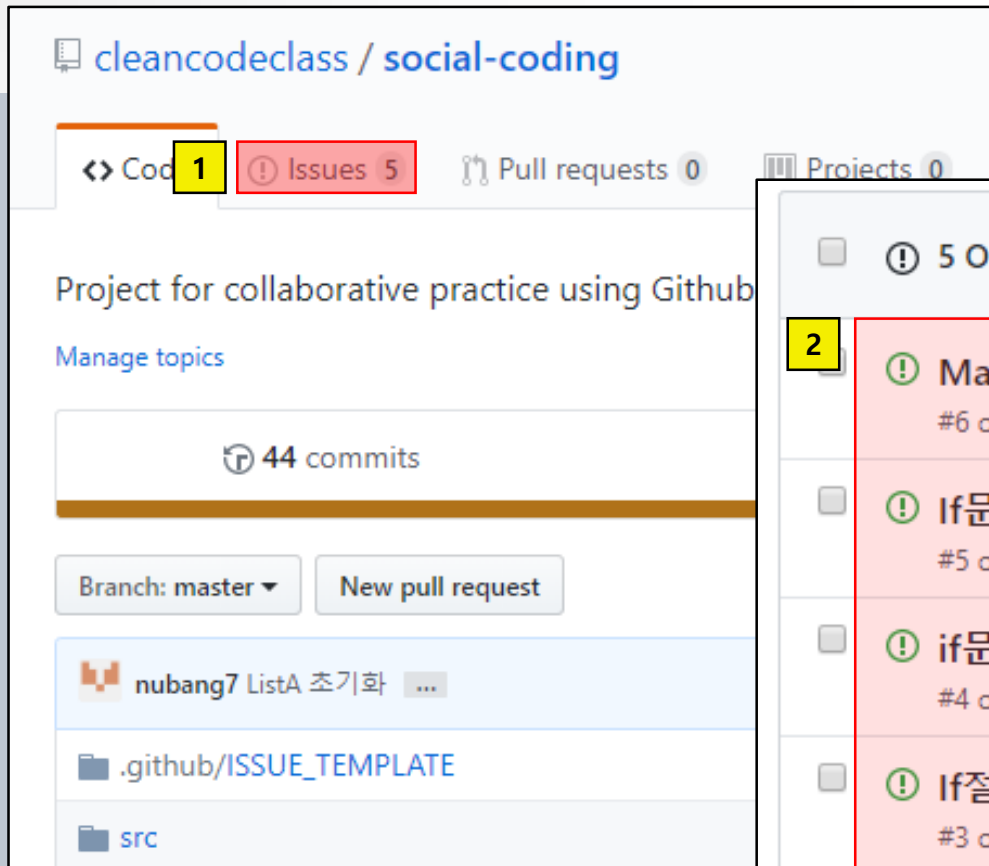 cleancodeclass / social-coding
1
Issues 5
Pull requests 0
Projects 0
Project for collaborative practice using Github
Manage topics
44 commits
Branch: master
New pull request
nubang7 ListA 초기화 ...
.github/ISSUE_TEMPLATE
src
5
2
#6
If문
#5
if문
#4
If절
#3